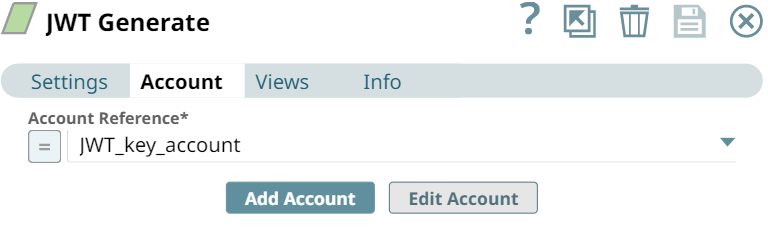 JWT Generate
?
Settings Account Views Info
Account Reference*
= JWT_key_account
Add Account Edit Account